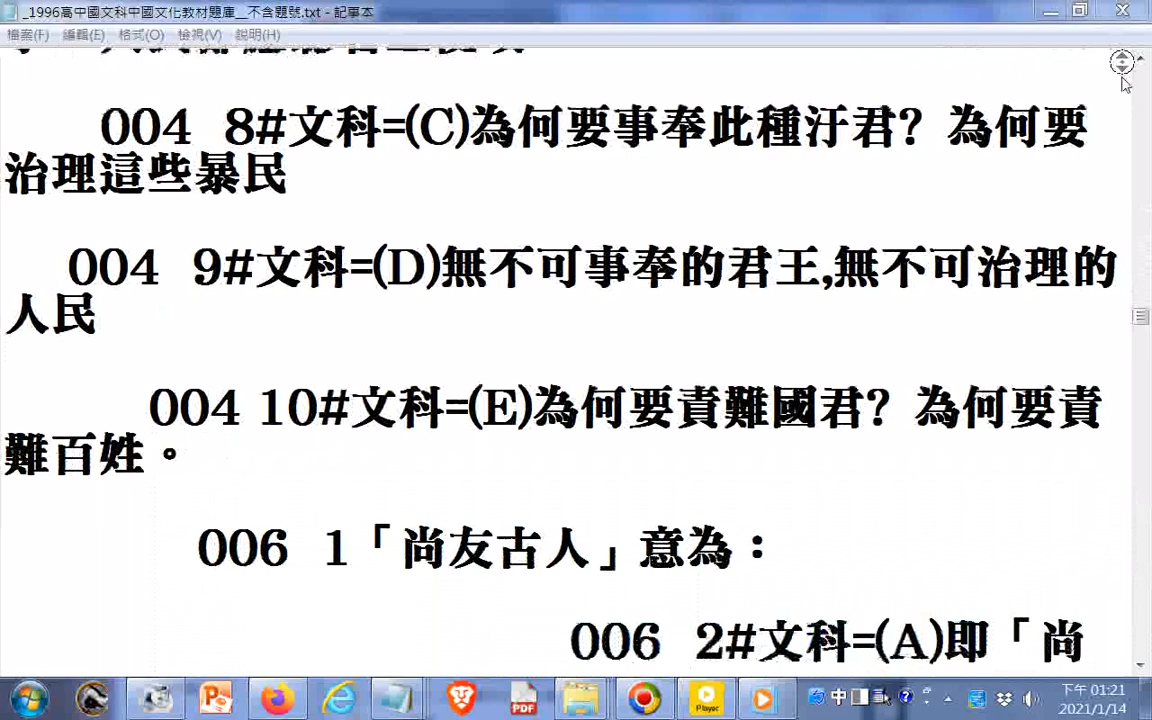 _1996高中國文科中國文化教材題庫__不含題號.txt - 記事本
檔案(F) 編輯(E) 格式(O) 檢視(V) 說明(H)
004 8#文科=(C)為何要事奉此種汙君？為何要
治理這些暴民
004 9#文科=(D)無不可事奉的君王,無不可治理的
人民
004 10#文科=(E)為何要責難國君？為何要責
難百姓。
006 1「尚友古人」意為：
006 2#文科=(A)即「尚
PDF
Player
中
下午 01:21
2021/1/14